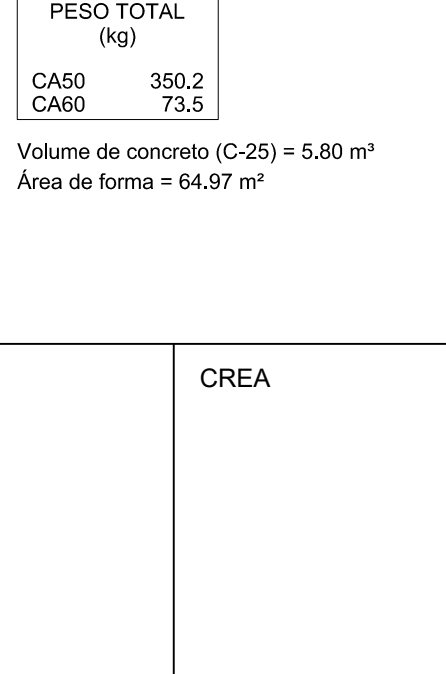 PESO TOTAL
(kg)
CA50 350.2
CA60 73.5
Volume de concreto (C-25) = 5.80 m³
Área de forma = 64.97 m²
CREA